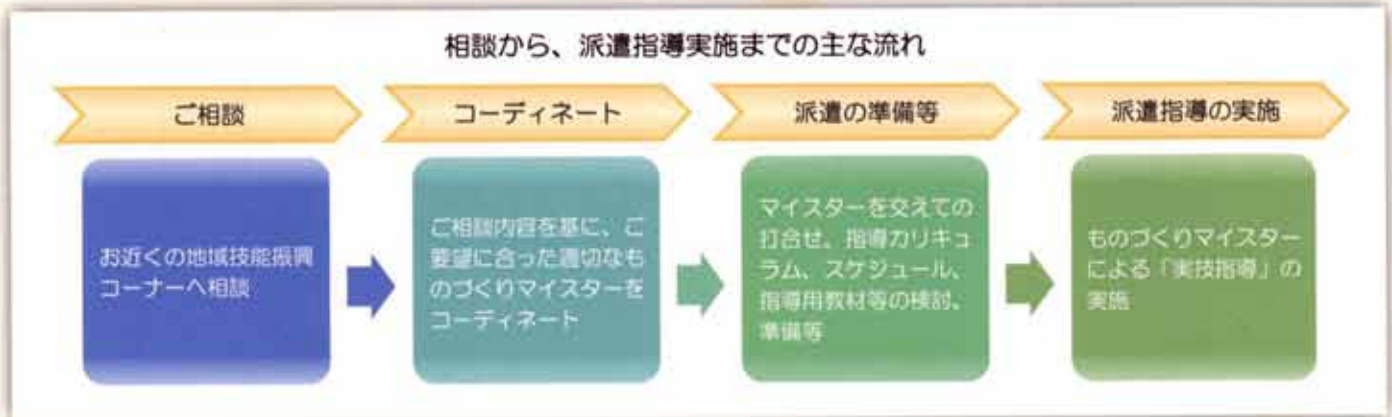 相談から、派遣指導実施までの主な流れ
ご相談
コーディネート
派遣の準備等
派遣指導の実施
お近くの地域技能振興
コーナーへ相談
ご相談内容を基に、ご
要望に合った適切なも
のづくりマイスターを
コーディネート
マイスターを交えての
打合せ、指導カリキュ
ラム、スケジュール、
指導用教材等の検討、
準備等
ものづくりマイスター
による「実技指導」の
実施